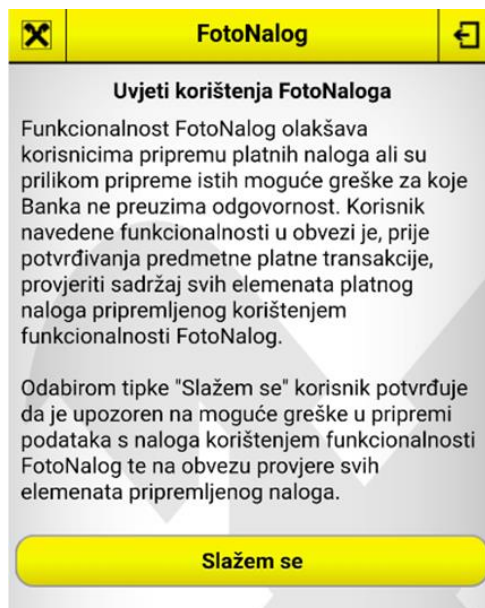 FotoNalog
Uvjeti korištenja FotoNaloga
Funkcionalnost FotoNalog olakšava
korisnicima pripremu platnih naloga ali su
prilikom pripreme istih moguće greške za koje
Banka ne preuzima odgovornost. Korisnik
navedene funkcionalnosti u obvezi je, prije
potvrđivanja predmetne platne transakcije,
provjeriti sadržaj svih elemenata platnog
naloga pripremljenog korištenjem
funkcionalnosti FotoNalog.
Odabirom tipke "Slažem se" korisnik potvrđuje
da je upozoren na moguće greške u pripremi
podataka s naloga korištenjem funkcionalnosti
FotoNalog te na obvezu provjere svih
elemenata pripremljenog naloga.
Slažem se